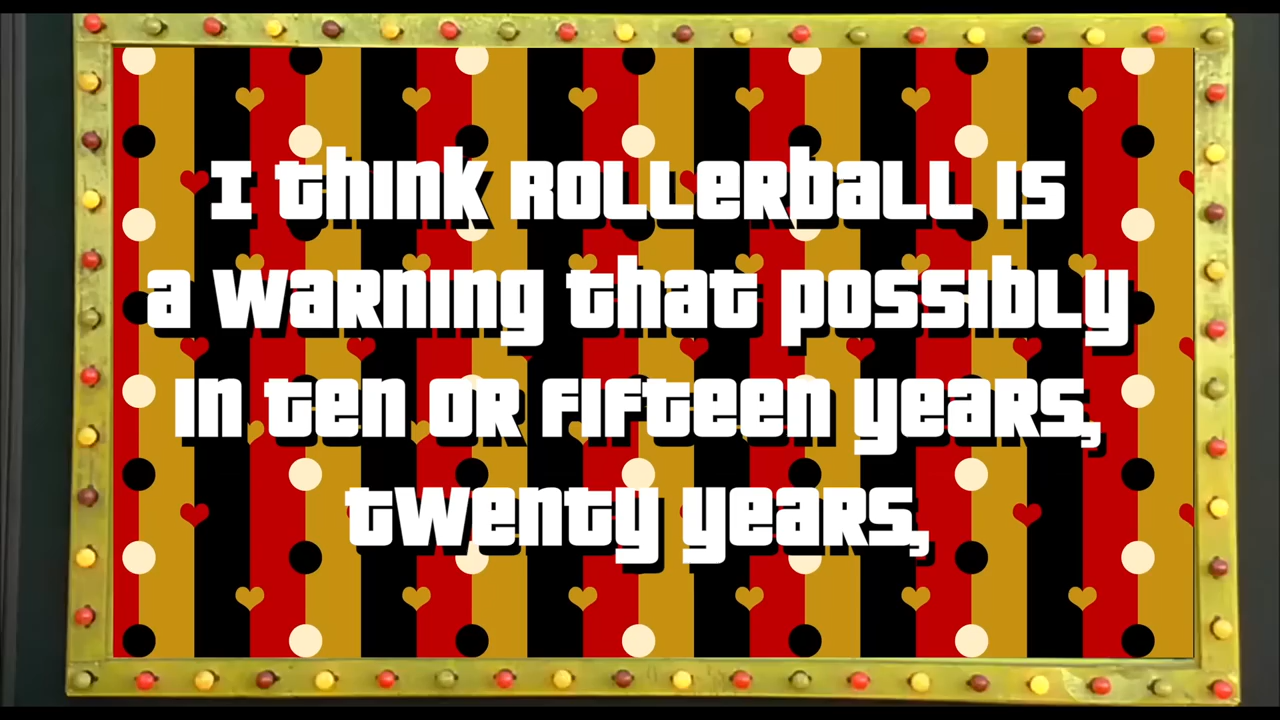 I think Rollerball is
a warning that possibly
in ten or fifteen years,
twenty years,